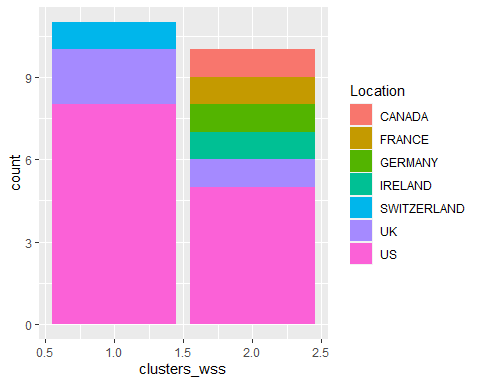 9
6
3
0
count
0.5 1.0 1.5 2.0 2.5
clusters_wss
Location
CANADA
FRANCE
GERMANY
IRELAND
SWITZERLAND
UK
US